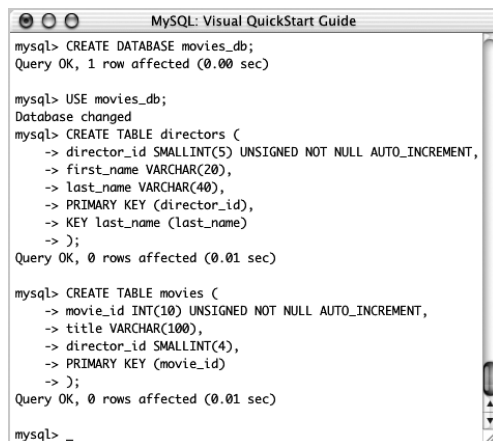 MySQL: Visual QuickStart Guide
mysql> CREATE DATABASE movies_db;
Query OK, 1 row affected (0.00 sec)
mysql> USE movies_db;
Database changed
mysql> CREATE TABLE directors (
-> director_id SMALLINT(5) UNSIGNED NOT NULL AUTO_INCREMENT,
-> first_name VARCHAR(20),
-> last_name VARCHAR(40),
-> PRIMARY KEY (director_id),
-> KEY last_name (last_name)
-> );
Query OK, 0 rows affected (0.01 sec)
mysql> CREATE TABLE movies (
-> movie_id INT(10) UNSIGNED NOT NULL AUTO_INCREMENT,
-> title VARCHAR(100),
-> director_id SMALLINT(4),
-> PRIMARY KEY (movie_id)
-> );
Query OK, 0 rows affected (0.01 sec)
mysql> _